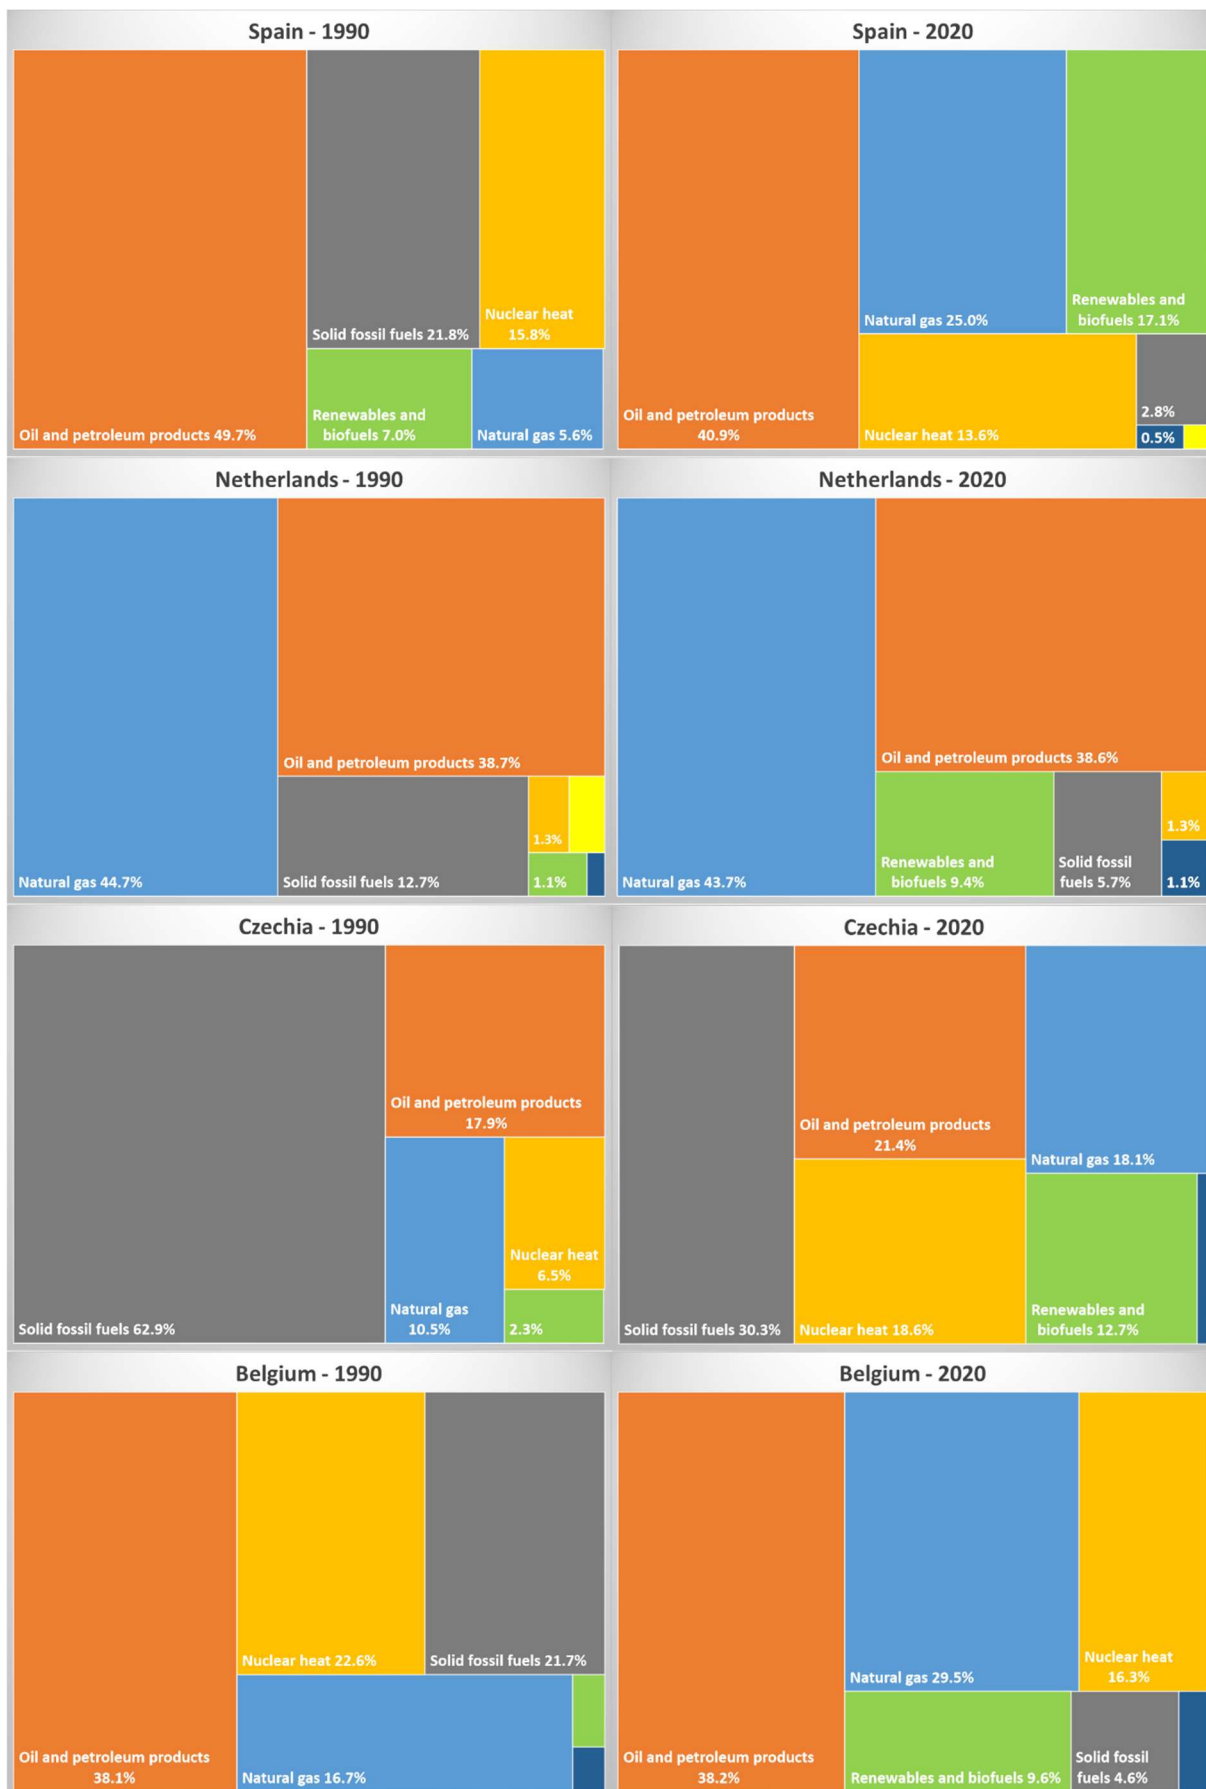 Spain - 1990
Oil and petroleum products 49.7%
Solid fossil fuels 21.8%
Nuclear heat
15.8%
Renewables and
biofuels 7.0%
Natural gas 5.6%
Spain - 2020
Oil and petroleum products
40.9%
Natural gas 25.0%
Renewables and
biofuels 17.1%
Nuclear heat 13.6%
2.8%
0.5%
Netherlands - 1990
Natural gas 44.7%
Oil and petroleum products 38.7%
Solid fossil fuels 12.7%
1.3%
1.1%
Netherlands - 2020
Natural gas 43.7%
Oil and petroleum products 38.6%
Renewables and
biofuels 9.4%
Solid fossil
fuels 5.7%
1.3%
1.1%
Czechia - 1990
Solid fossil fuels 62.9%
Oil and petroleum products
17.9%
Natural gas
10.5%
Nuclear heat
6.5%
2.3%
Czechia - 2020
Solid fossil fuels 30.3%
Oil and petroleum products
21.4%
Nuclear heat 18.6%
Natural gas 18.1%
Renewables and
biofuels 12.7%
Belgium - 1990
Oil and petroleum products
38.1%
Nuclear heat 22.6%
Solid fossil fuels 21.7%
Natural gas 16.7%
Belgium - 2020
Oil and petroleum products
38.2%
Natural gas 29.5%
Nuclear heat
16.3%
Renewables and biofuels 9.6%
Solid fossil
fuels 4.6%